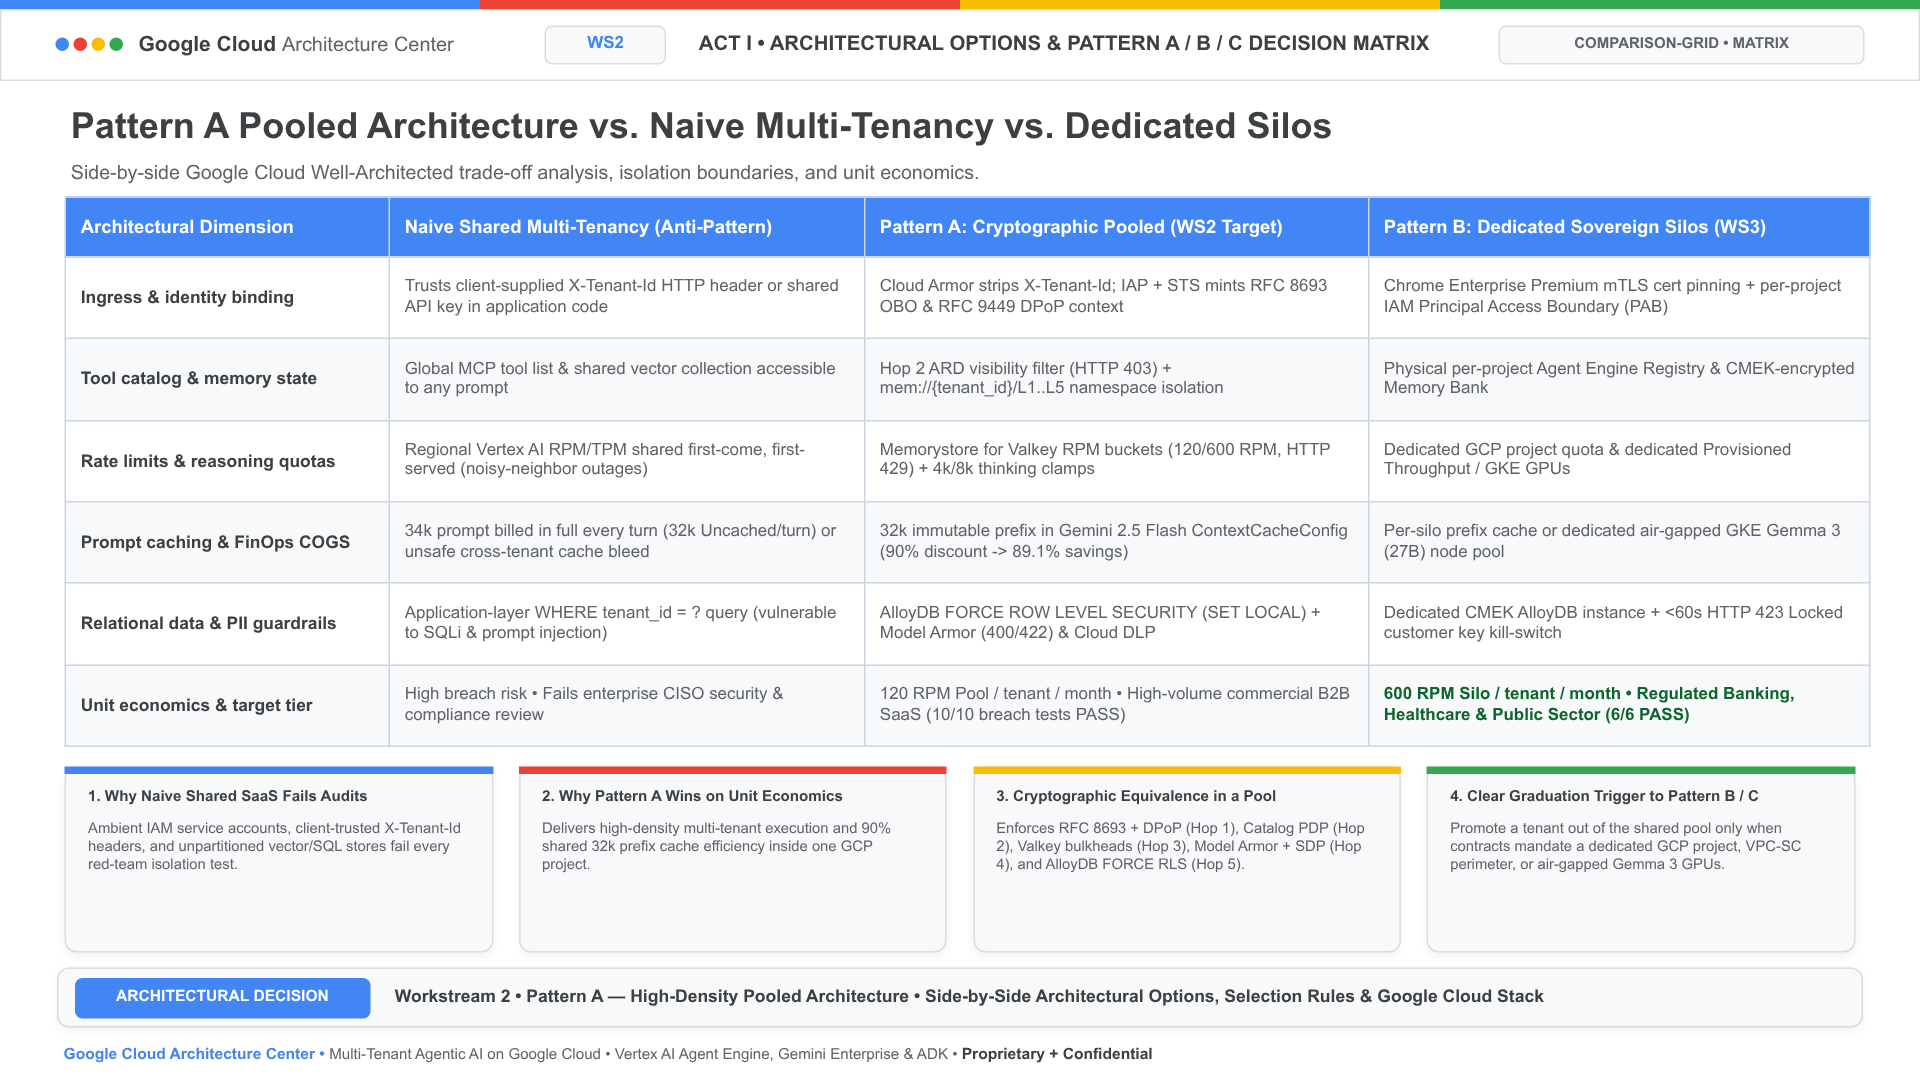 Google Cloud Architecture Center
WS2
ACT I • ARCHITECTURAL OPTIONS & PATTERN A / B / C DECISION MATRIX
COMPARISON-GRID • MATRIX
Pattern A Pooled Architecture vs. Naive Multi-Tenancy vs. Dedicated Silos
Side-by-side Google Cloud Well-Architected trade-off analysis, isolation boundaries, and unit economics.
Architectural Dimension
Naive Shared Multi-Tenancy (Anti-Pattern)
Pattern A: Cryptographic Pooled (WS2 Target)
Pattern B: Dedicated Sovereign Silos (WS3)
Ingress & identity binding
Trusts client-supplied X-Tenant-Id HTTP header or shared
API key in application code
Cloud Armor strips X-Tenant-Id; IAP + STS mints RFC 8693
OBO & RFC 9449 DPoP context
Chrome Enterprise Premium mTLS cert pinning + per-project
IAM Principal Access Boundary (PAB)
Tool catalog & memory state
Global MCP tool list & shared vector collection accessible
to any prompt
Hop 2 ARD visibility filter (HTTP 403) +
mem://{tenant_id}/L1..L5 namespace isolation
Physical per-project Agent Engine Registry & CMEK-encrypted
Memory Bank
Rate limits & reasoning quotas
Regional Vertex AI RPM/TPM shared first-come, first-
served (noisy-neighbor outages)
Memorystore for Valkey RPM buckets (120/600 RPM, HTTP
429) + 4k/8k thinking clamps
Dedicated GCP project quota & dedicated Provisioned
Throughput / GKE GPUs
Prompt caching & FinOps COGS
34k prompt billed in full every turn (32k Uncached/turn) or
unsafe cross-tenant cache bleed
32k immutable prefix in Gemini 2.5 Flash ContextCacheConfig
(90% discount -> 89.1% savings)
Per-silo prefix cache or dedicated air-gapped GKE Gemma 3
(27B) node pool
Relational data & PII guardrails
Application-layer WHERE tenant_id = ? query (vulnerable
to SQLi & prompt injection)
AlloyDB FORCE ROW LEVEL SECURITY (SET LOCAL) +
Model Armor (400/422) & Cloud DLP
Dedicated CMEK AlloyDB instance + <60s HTTP 423 Locked
customer key kill-switch
Unit economics & target tier
High breach risk • Fails enterprise CISO security &
compliance review
120 RPM Pool / tenant / month • High-volume commercial B2B
SaaS (10/10 breach tests PASS)
600 RPM Silo / tenant / month • Regulated Banking,
Healthcare & Public Sector (6/6 PASS)
1. Why Naive Shared SaaS Fails Audits
Ambient IAM service accounts, client-trusted X-Tenant-Id
headers, and unpartitioned vector/SQL stores fail every
red-team isolation test.
2. Why Pattern A Wins on Unit Economics
Delivers high-density multi-tenant execution and 90%
shared 32k prefix cache efficiency inside one GCP
project.
3. Cryptographic Equivalence in a Pool
Enforces RFC 8693 + DPoP (Hop 1), Catalog PDP (Hop
2), Valkey bulkheads (Hop 3), Model Armor + SDP (Hop
4), and AlloyDB FORCE RLS (Hop 5).
4. Clear Graduation Trigger to Pattern B / C
Promote a tenant out of the shared pool only when
contracts mandate a dedicated GCP project, VPC-SC
perimeter, or air-gapped Gemma 3 GPUs.
ARCHITECTURAL DECISION
Workstream 2 • Pattern A — High-Density Pooled Architecture • Side-by-Side Architectural Options, Selection Rules & Google Cloud Stack
Google Cloud Architecture Center • Multi-Tenant Agentic AI on Google Cloud • Vertex AI Agent Engine, Gemini Enterprise & ADK • Proprietary + Confidential